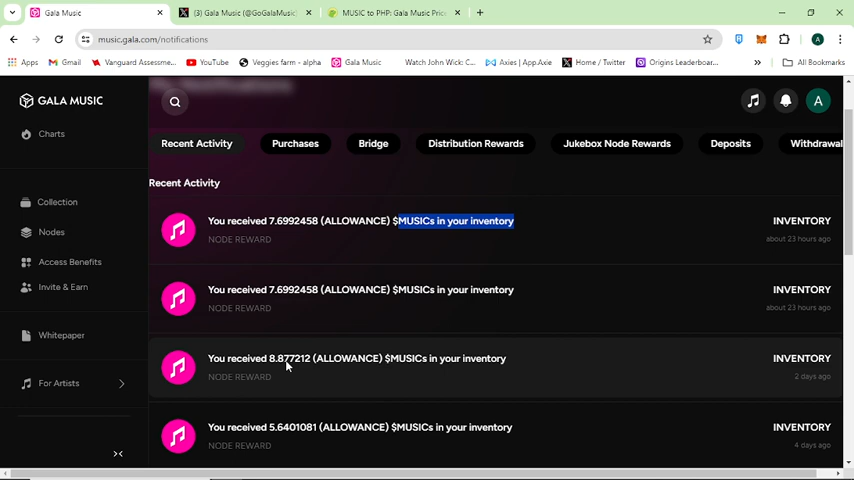 Gala Music
(3) Gala Music (@GoGalaMusic)
MUSIC to PHP: Gala Music Price
music.gala.com/notifications
A
Apps
Gmail
Vanguard Assessme...
YouTube
Veggies farm - alpha
Gala Music
Watch John Wick: C...
Axies | App.Axie
Home / Twitter
Origins Leaderboar...
»
All Bookmarks
GALA MUSIC
A
Charts
Collection
Nodes
Access Benefits
Invite & Earn
Whitepaper
For Artists
Recent Activity
Purchases
Bridge
Distribution Rewards
Jukebox Node Rewards
Deposits
Withdrawal
Recent Activity
You received 7.6992458 (ALLOWANCE) $MUSICs in your inventory
NODE REWARD
INVENTORY
about 23 hours ago
You received 7.6992458 (ALLOWANCE) $MUSICs in your inventory
NODE REWARD
INVENTORY
about 23 hours ago
You received 8.877212 (ALLOWANCE) $MUSICs in your inventory
NODE REWARD
INVENTORY
2 days ago
You received 5.6401081 (ALLOWANCE) $MUSICs in your inventory
NODE REWARD
INVENTORY
4 days ago